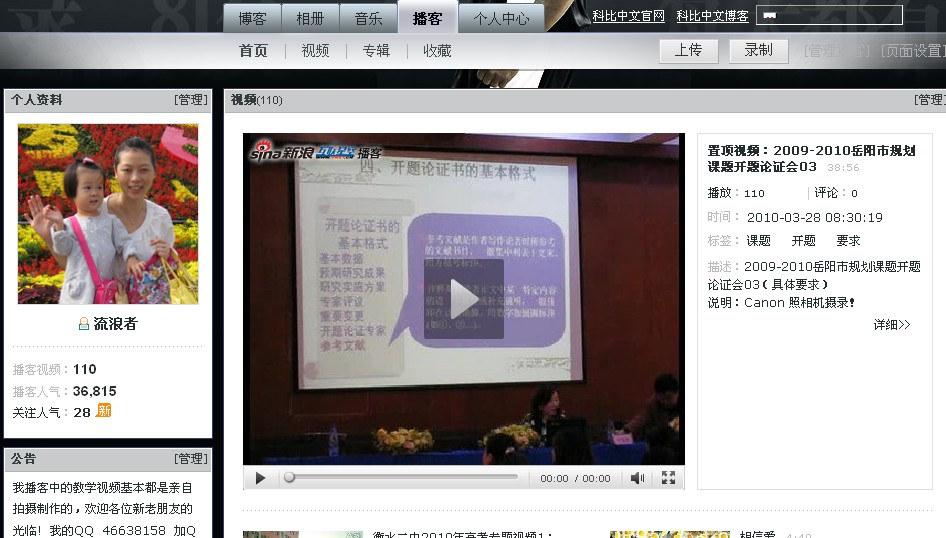 博客 相册 音乐 播客 个人中心
科比中文官网 科比中文博客
首页 视频 专辑 收藏
上传 录制 [管理 [页面设置]
个人资料 [管理]
视频(110) [管理]
流浪者
播客视频：110
播客人气：36,815
关注人气：28 新
公告 [管理]
我播客中的教学视频基本都是亲自
拍摄制作的，欢迎各位新老朋友的
光临! 我的QQ 46638158 加Q
sina 新浪 播客
四、开题论证书的基本格式
开题论证书的
基本格式
基本数据
预期研究成果
研究实施方案
专家评议
重要变更
开题论证专家
参考文献
00:00 / 00:00
置项视频：2009-2010岳阳市规划
课题开题论证会03 38:56
播放：110 评论：0
时间： 2010-03-28 08:30:19
标签： 课题 开题 要求
描述：2009-2010岳阳市规划课题开题
论证会03（具体要求）
说明：Canon 照相机摄录！
详细>>
衡水二中2010年高考专题视频1：
相信爱 4:40